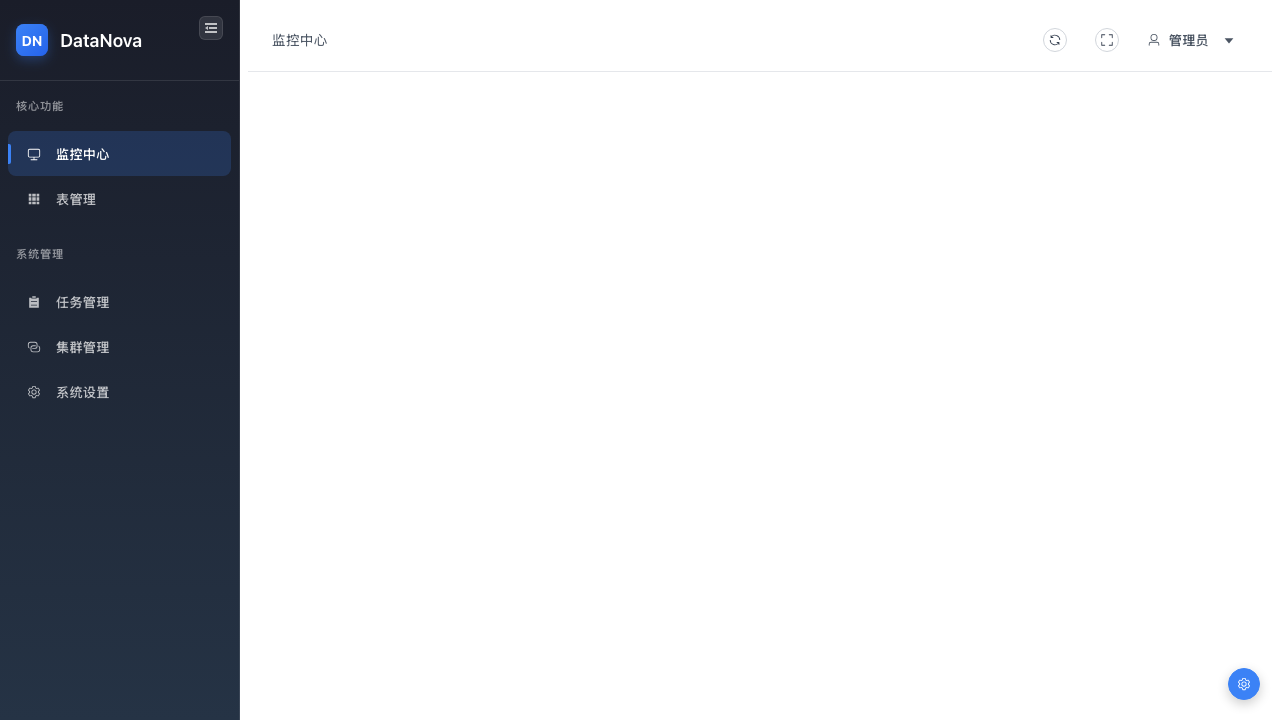 DN DataNova
核心功能
监控中心
表管理
系统管理
任务管理
集群管理
系统设置
监控中心
管理员